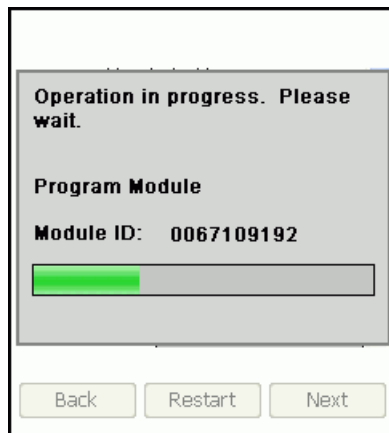 Operation in progress. Please
wait.
Program Module
Module ID: 0067109192
Back Restart Next